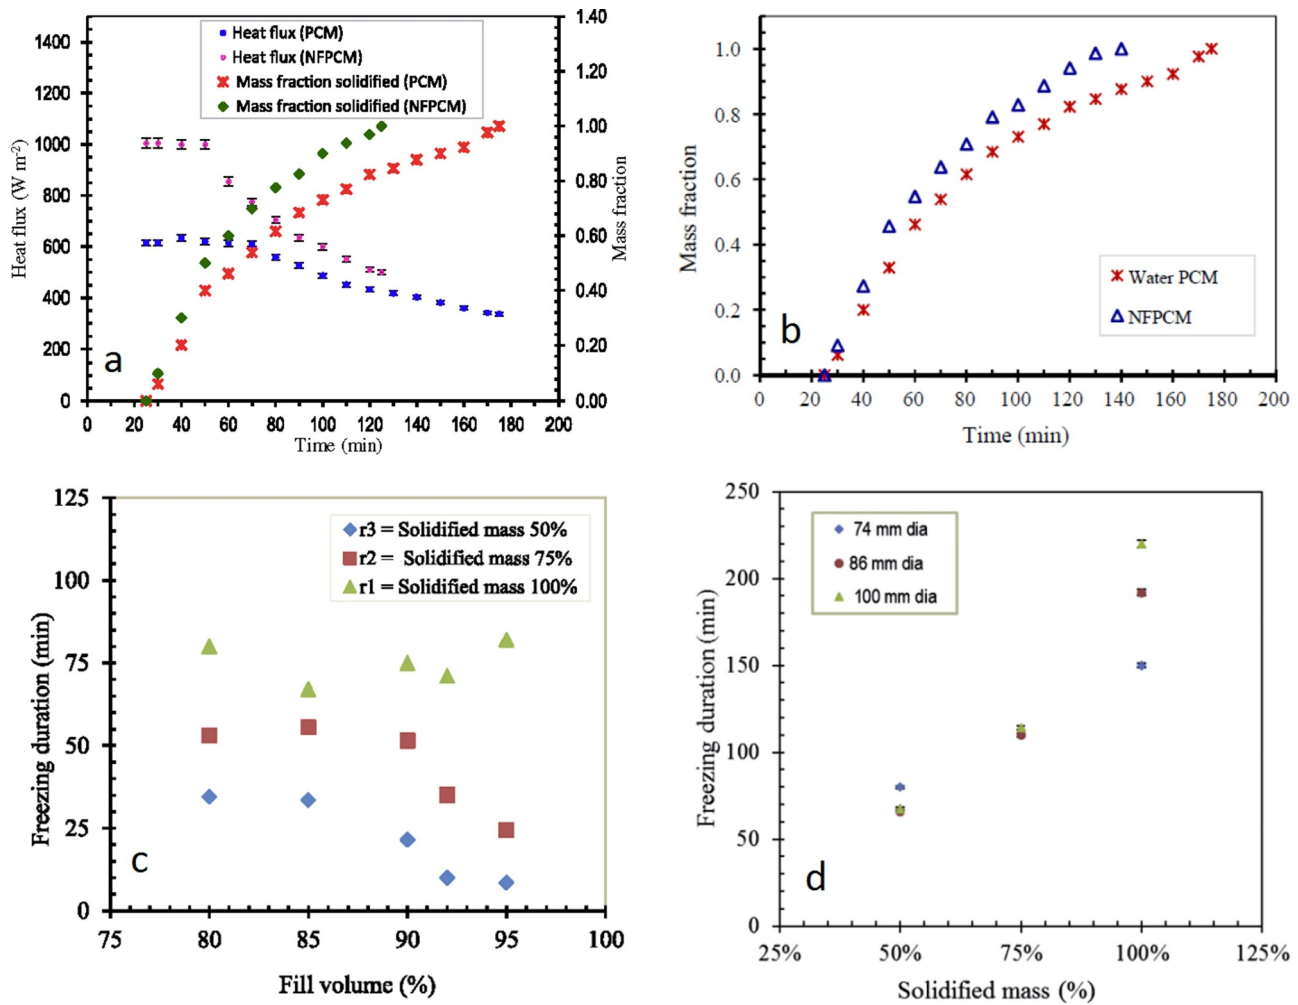 Heat flux (PCM)
Heat flux (NFPCM)
Mass fraction solidified (PCM)
Mass fraction solidified (NFPCM)
1400
1200
1000
800
600
400
200
0
Heat flux (W m-2)
1.40
1.20
1.00
0.80
0.60
0.40
0.20
0.00
Mass fraction
a
0 20 40 60 80 100 120 140 160 180 200
Time (min)
1.0
0.8
0.6
0.4
0.2
0.0
Mass fraction
Water PCM
NFPCM
b
0 20 40 60 80 100 120 140 160 180 200
Time (min)
125
100
75
50
25
0
Freezing duration (min)
r3 = Solidified mass 50%
r2 = Solidified mass 75%
r1 = Solidified mass 100%
c
75 80 85 90 95 100
Fill volume (%)
250
200
150
100
50
0
Freezing duration (min)
74 mm dia
86 mm dia
100 mm dia
d
25% 50% 75% 100% 125%
Solidified mass (%)